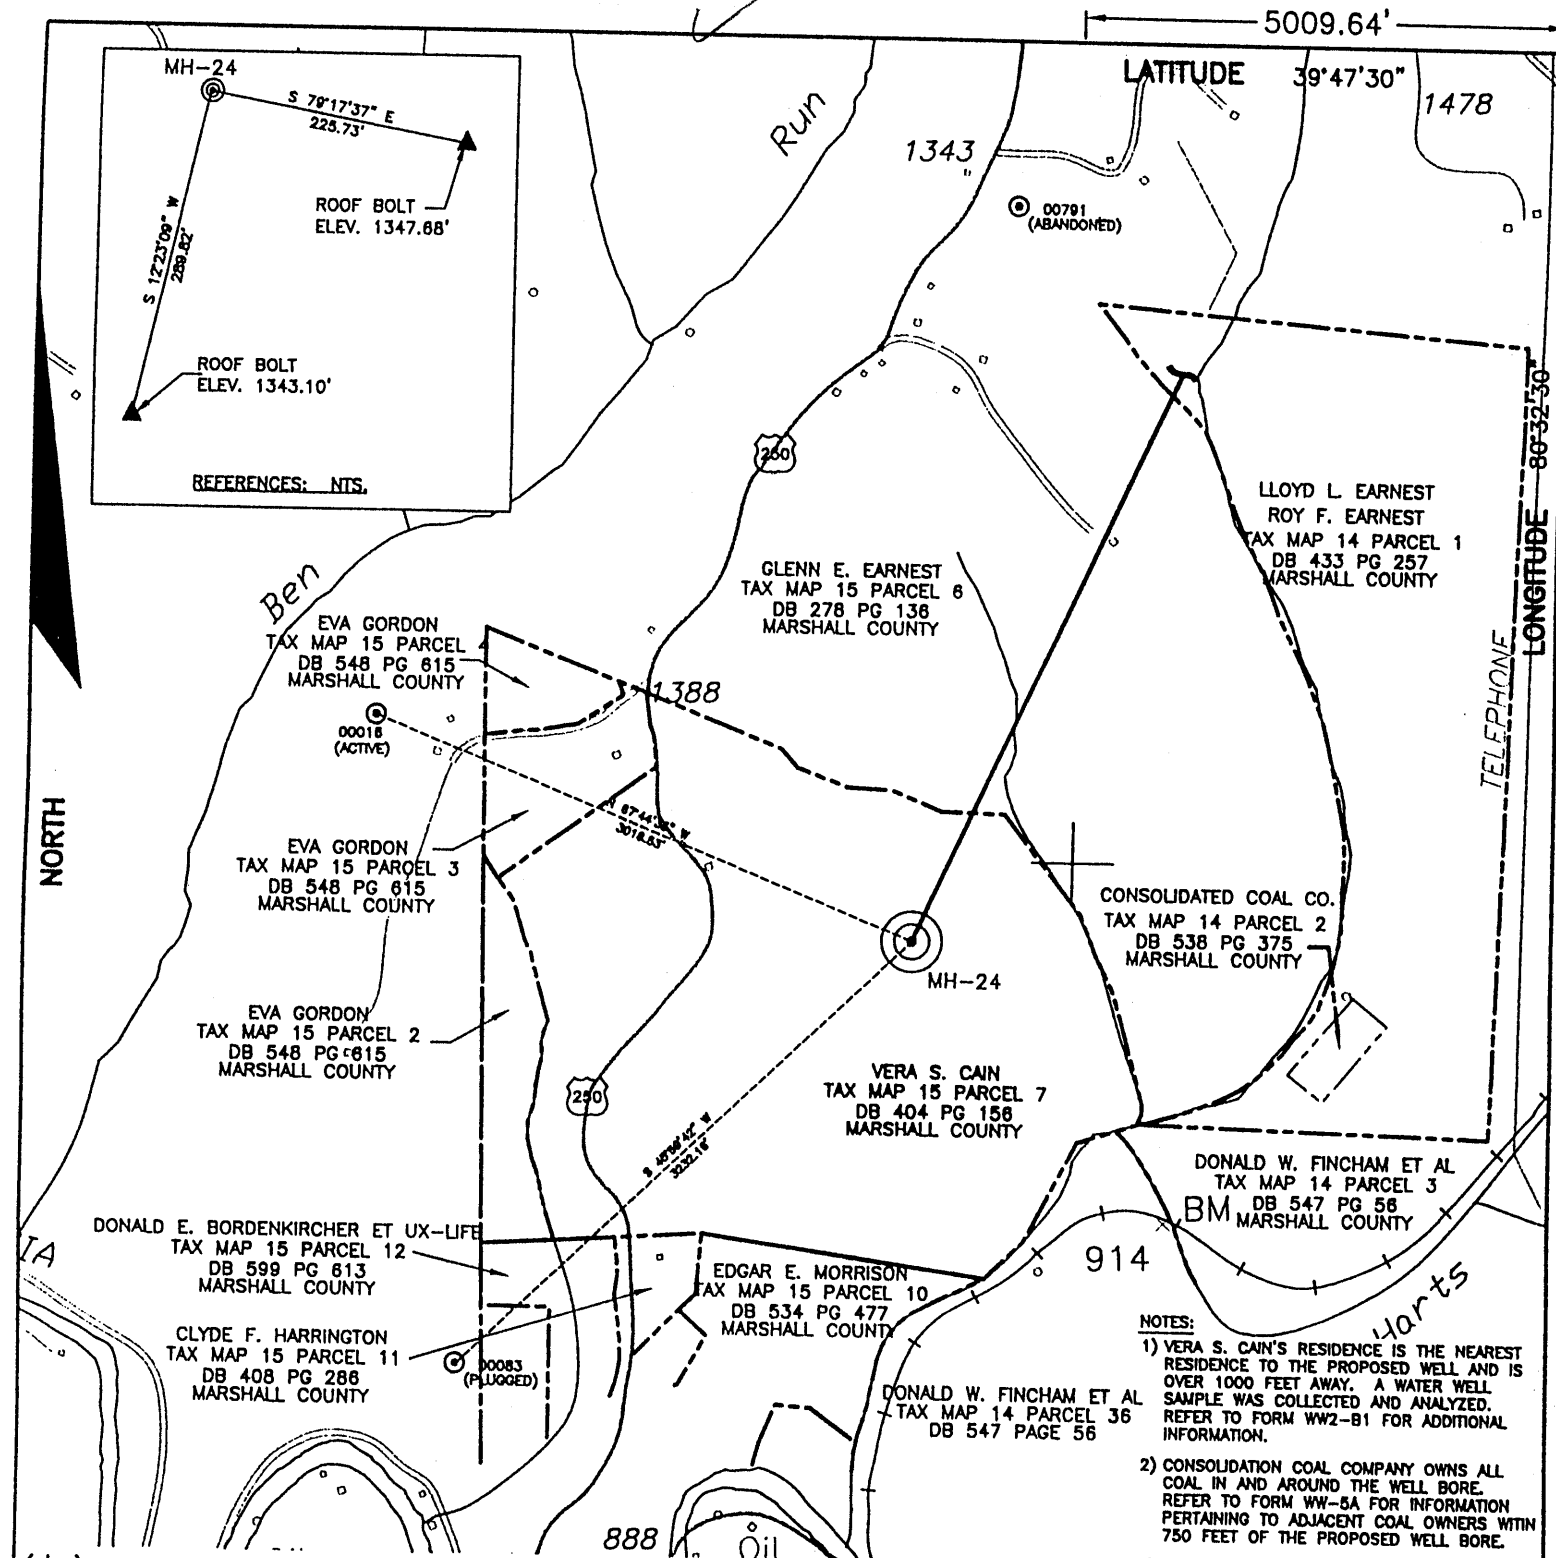 5009.64'
LATITUDE 39°47'30"
MH-24
S 79°17'37" E
225.73'
ROOF BOLT
ELEV. 1347.68'
S 12°23'09" W
289.82'
ROOF BOLT
ELEV. 1343.10'
REFERENCES: NTS.
Run
1343
1478
00791
(ABANDONED)
250
LONGITUDE 80°32'30"
LLOYD L. EARNEST
ROY F. EARNEST
TAX MAP 14 PARCEL 1
DB 433 PG 257
MARSHALL COUNTY
GLENN E. EARNEST
TAX MAP 15 PARCEL 6
DB 278 PG 136
MARSHALL COUNTY
Ben
EVA GORDON
TAX MAP 15 PARCEL 4
DB 548 PG 615
MARSHALL COUNTY
1388
TELEPHONE
00016
(ACTIVE)
NORTH
3018.63'
EVA GORDON
TAX MAP 15 PARCEL 3
DB 548 PG 615
MARSHALL COUNTY
CONSOLIDATED COAL CO.
TAX MAP 14 PARCEL 2
DB 538 PG 375
MARSHALL COUNTY
MH-24
EVA GORDON
TAX MAP 15 PARCEL 2
DB 548 PG 615
MARSHALL COUNTY
VERA S. CAIN
TAX MAP 15 PARCEL 7
DB 404 PG 156
MARSHALL COUNTY
250
3232.16'
DONALD W. FINCHAM ET AL
TAX MAP 14 PARCEL 3
DB 547 PG 56
MARSHALL COUNTY
BM
914
Harts
DONALD E. BORDENKIRCHER ET UX-LIFE
TAX MAP 15 PARCEL 12
DB 599 PG 613
MARSHALL COUNTY
IA
EDGAR E. MORRISON
TAX MAP 15 PARCEL 10
DB 534 PG 477
MARSHALL COUNTY
CLYDE F. HARRINGTON
TAX MAP 15 PARCEL 11
DB 408 PG 286
MARSHALL COUNTY
00083
(PLUGGED)
DONALD W. FINCHAM ET AL
TAX MAP 14 PARCEL 36
DB 547 PAGE 56
NOTES:
1) VERA S. CAIN'S RESIDENCE IS THE NEAREST
RESIDENCE TO THE PROPOSED WELL AND IS
OVER 1000 FEET AWAY. A WATER WELL
SAMPLE WAS COLLECTED AND ANALYZED.
REFER TO FORM WW2-B1 FOR ADDITIONAL
INFORMATION.
2) CONSOLIDATION COAL COMPANY OWNS ALL
COAL IN AND AROUND THE WELL BORE.
REFER TO FORM WW-5A FOR INFORMATION
PERTAINING TO ADJACENT COAL OWNERS WITIN
750 FEET OF THE PROPOSED WELL BORE.
888
Oil